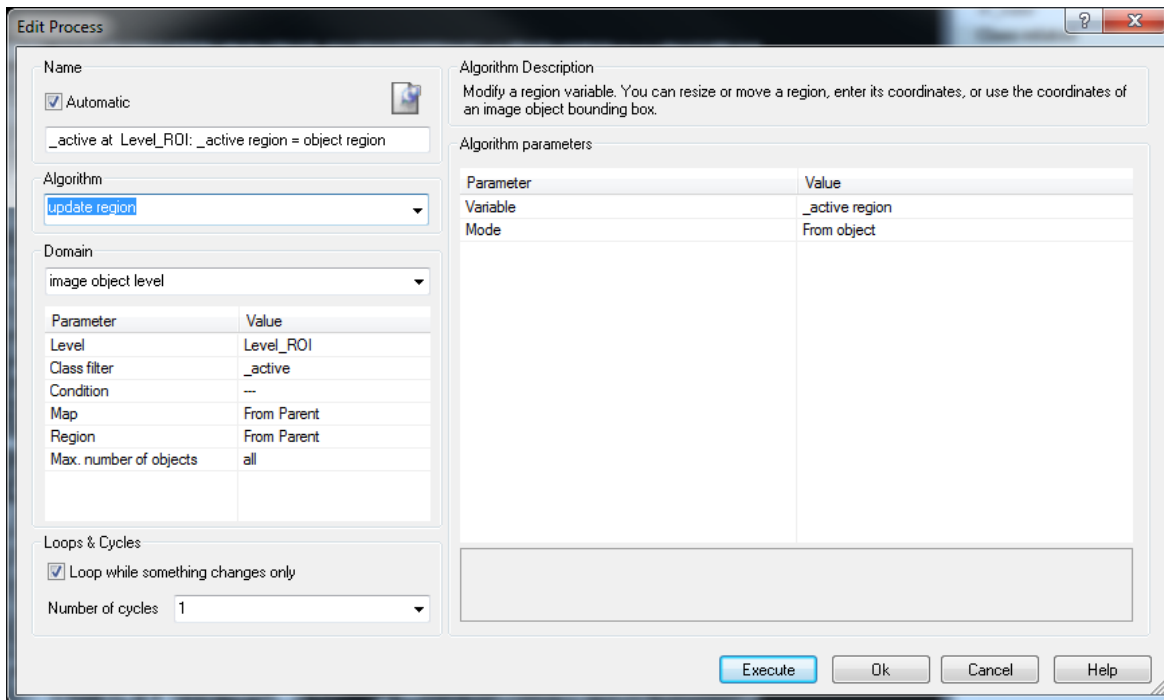 Edit Process
Name
Automatic
_active at Level_ROI: _active region = object region
Algorithm
update region
Domain
image object level
Parameter Value
Level Level_ROI
Class filter _active
Condition ---
Map From Parent
Region From Parent
Max. number of objects all
Loops & Cycles
Loop while something changes only
Number of cycles 1
Algorithm Description
Modify a region variable. You can resize or move a region, enter its coordinates, or use the coordinates of
an image object bounding box.
Algorithm parameters
Parameter Value
Variable _active region
Mode From object
Execute Ok Cancel Help